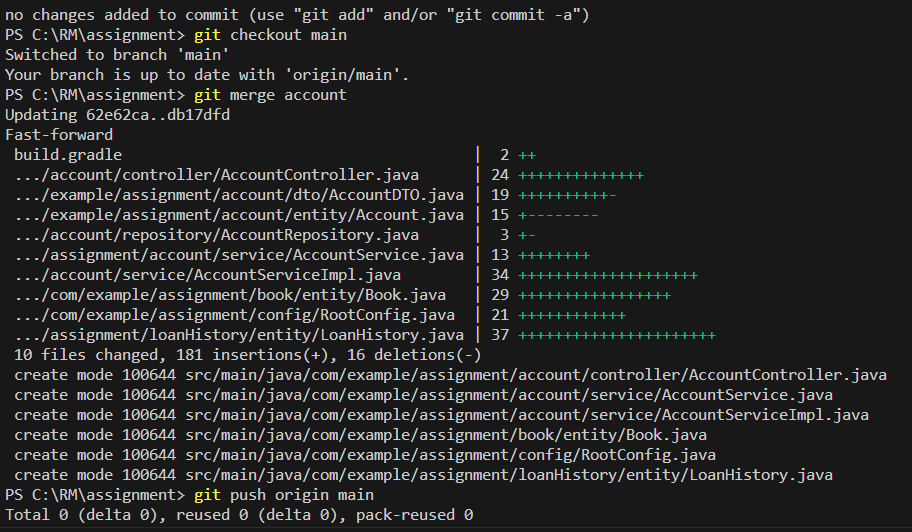 no changes added to commit (use "git add" and/or "git commit -a")
PS C:\RM\assignment> git checkout main
Switched to branch 'main'
Your branch is up to date with 'origin/main'.
PS C:\RM\assignment> git merge account
Updating 62e62ca..db17dfd
Fast-forward
 build.gradle                                       |  2 ++
 .../account/controller/AccountController.java      | 24 ++++++++++++++
 .../example/assignment/account/dto/AccountDTO.java | 19 ++++++++++-
 .../example/assignment/account/entity/Account.java | 15 +--------
 .../account/repository/AccountRepository.java      |  3 +-
 .../assignment/account/service/AccountService.java | 13 ++++++++
 .../account/service/AccountServiceImpl.java        | 34 ++++++++++++++++++++
 .../com/example/assignment/book/entity/Book.java   | 29 +++++++++++++++++
 .../com/example/assignment/config/RootConfig.java  | 21 ++++++++++++
 .../assignment/loanHistory/entity/LoanHistory.java | 37 ++++++++++++++++++++++
 10 files changed, 181 insertions(+), 16 deletions(-)
 create mode 100644 src/main/java/com/example/assignment/account/controller/AccountController.java
 create mode 100644 src/main/java/com/example/assignment/account/service/AccountService.java
 create mode 100644 src/main/java/com/example/assignment/account/service/AccountServiceImpl.java
 create mode 100644 src/main/java/com/example/assignment/book/entity/Book.java
 create mode 100644 src/main/java/com/example/assignment/config/RootConfig.java
 create mode 100644 src/main/java/com/example/assignment/loanHistory/entity/LoanHistory.java
PS C:\RM\assignment> git push origin main
Total 0 (delta 0), reused 0 (delta 0), pack-reused 0